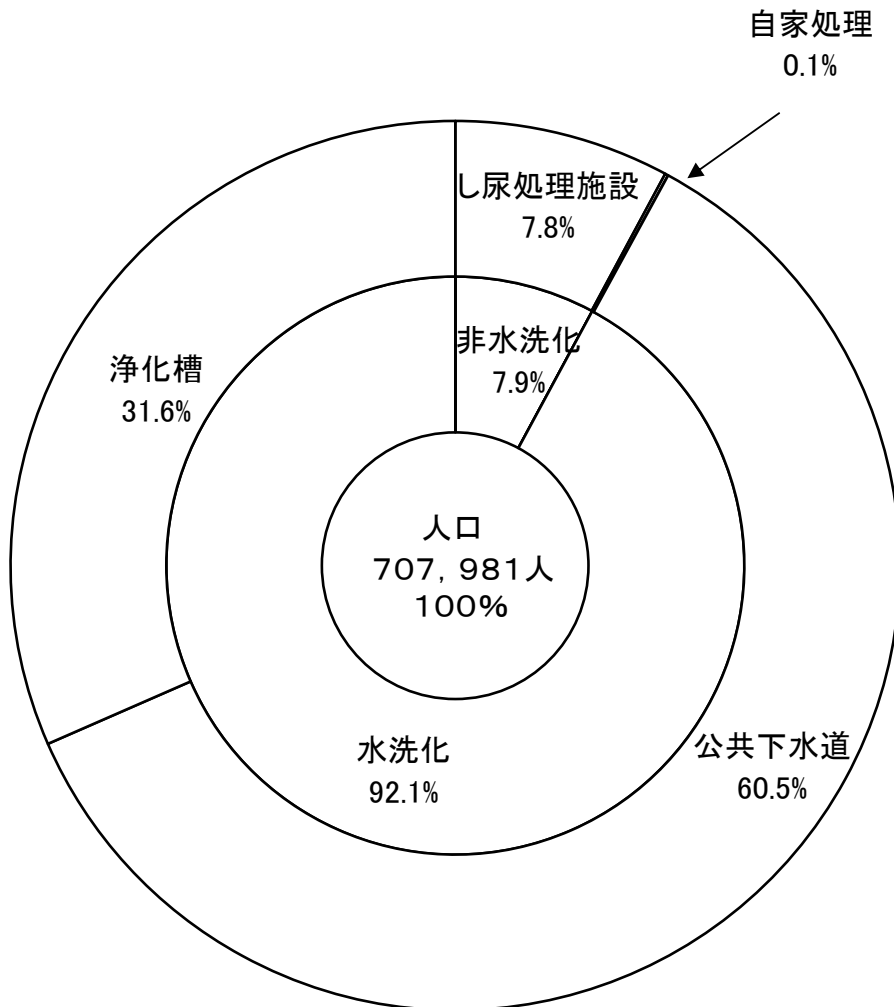 自家処理
0.1%
し尿処理施設
7.8%
非水洗化
7.9%
浄化槽
31.6%
人口
707,981人
100%
水洗化
92.1%
公共下水道
60.5%